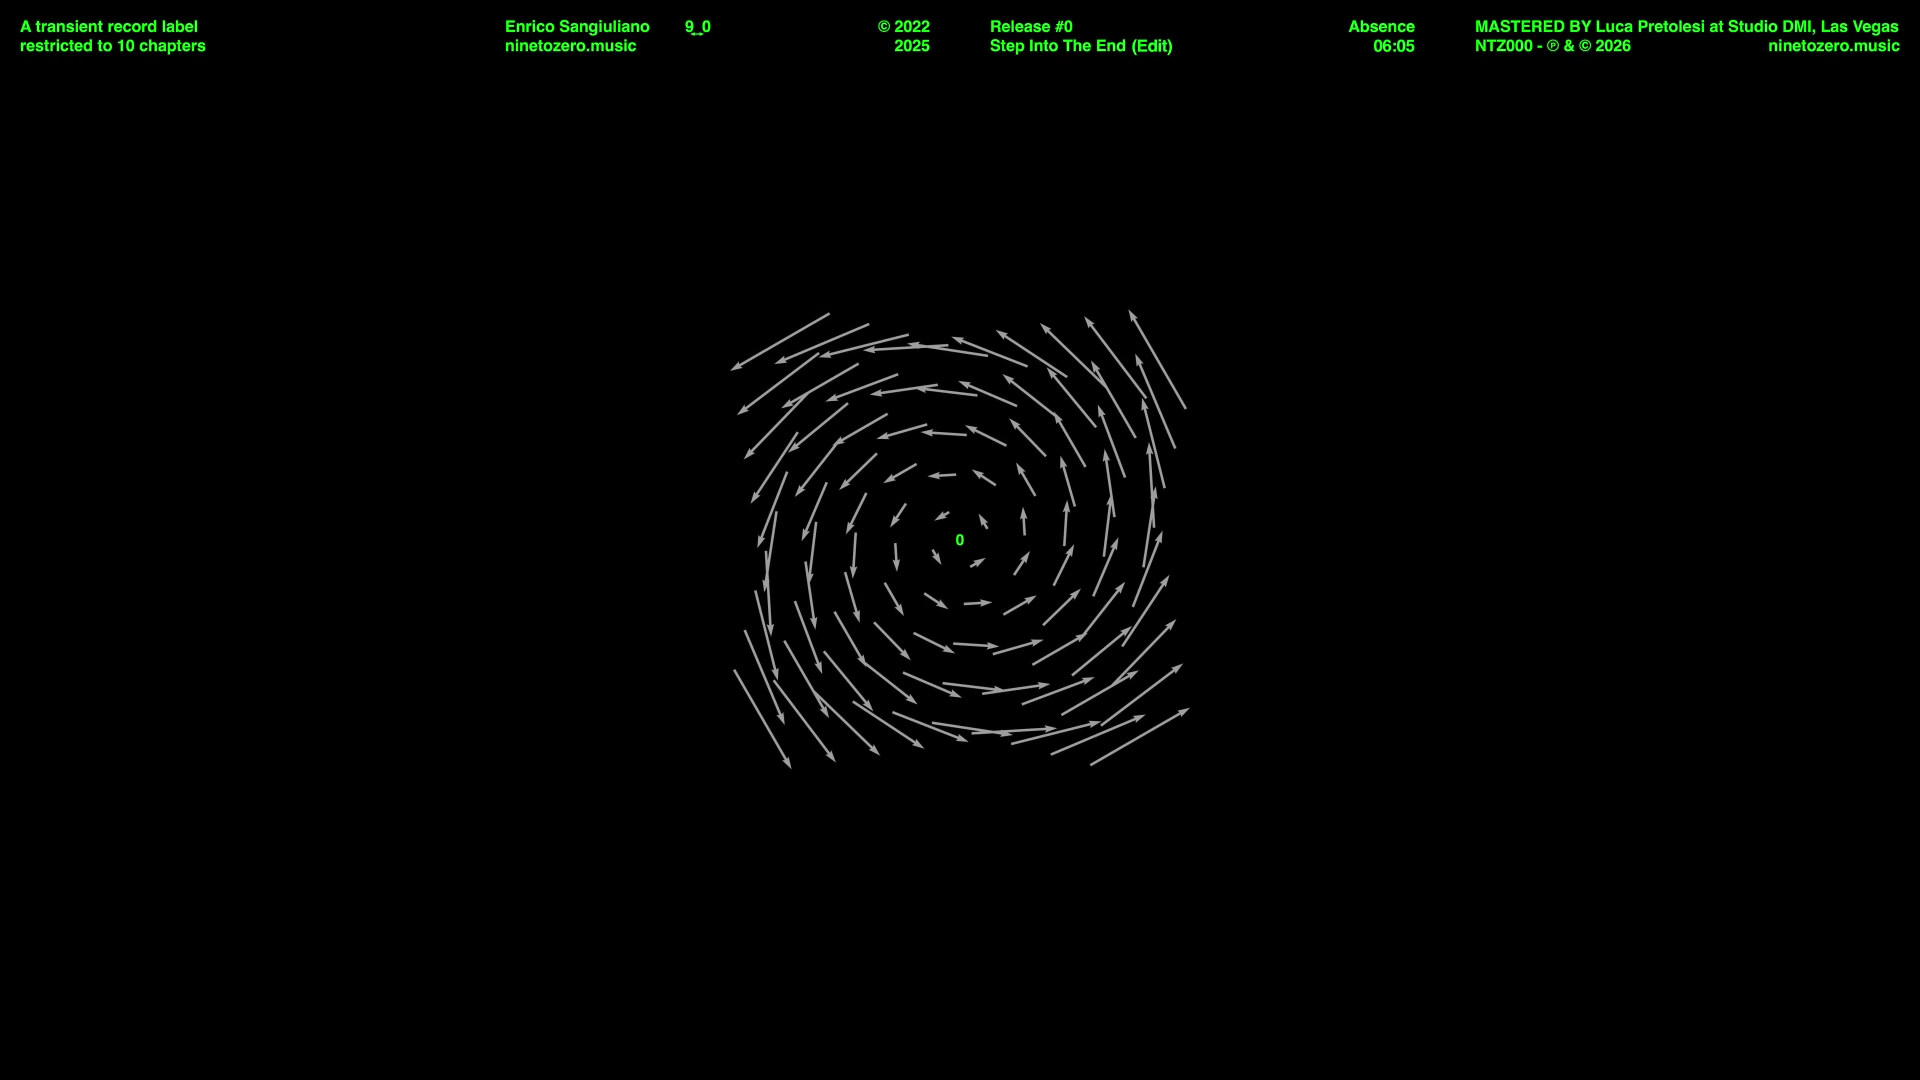 A transient record label
restricted to 10 chapters
Enrico Sangiuliano
ninetozero.music
9_0
© 2022
2025
Release #0
Step Into The End (Edit)
Absence
06:05
MASTERED BY Luca Pretolesi at Studio DMI, Las Vegas
NTZ000 - ℗ & © 2026 ninetozero.music
0